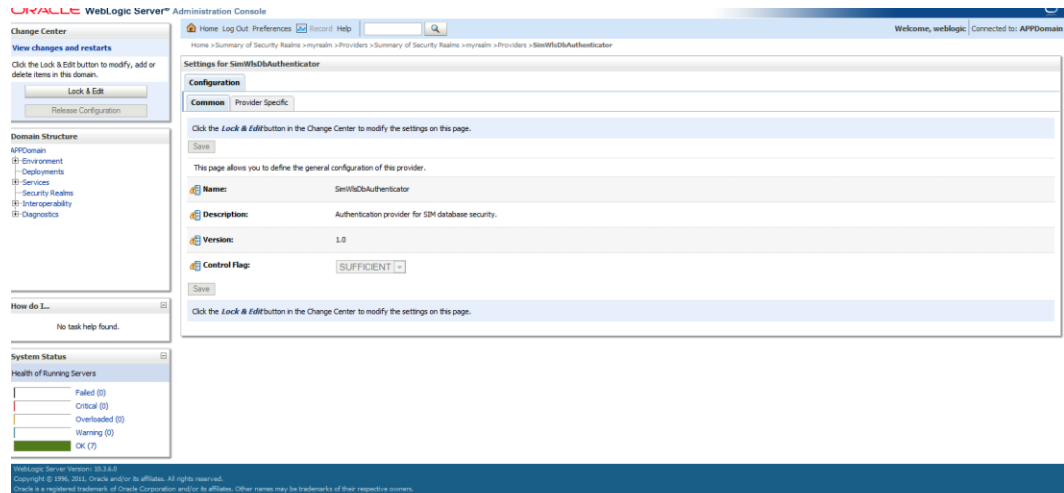 ORACLE WebLogic Server® Administration Console
Change Center
View changes and restarts
Click the Lock & Edit button to modify, add or
delete items in this domain.
Lock & Edit
Release Configuration
Domain Structure
APPDomain
Environment
Deployments
Services
Security Realms
Interoperability
Diagnostics
How do I...
No task help found.
System Status
Health of Running Servers
Failed (0)
Critical (0)
Overloaded (0)
Warning (0)
OK (7)
Home Log Out Preferences Record Help
Welcome, weblogic Connected to: APPDomain
Home >Summary of Security Realms >myrealm >Providers >Summary of Security Realms >myrealm >Providers >SimWlsDbAuthenticator
Settings for SimWlsDbAuthenticator
Configuration
Common Provider Specific
Click the Lock & Edit button in the Change Center to modify the settings on this page.
Save
This page allows you to define the general configuration of this provider.
Name: SimWlsDbAuthenticator
Description: Authentication provider for SIM database security.
Version: 1.0
Control Flag: SUFFICIENT
Save
Click the Lock & Edit button in the Change Center to modify the settings on this page.
WebLogic Server Version: 10.3.6.0
Copyright © 1996, 2011, Oracle and/or its affiliates. All rights reserved.
Oracle is a registered trademark of Oracle Corporation and/or its affiliates. Other names may be trademarks of their respective owners.